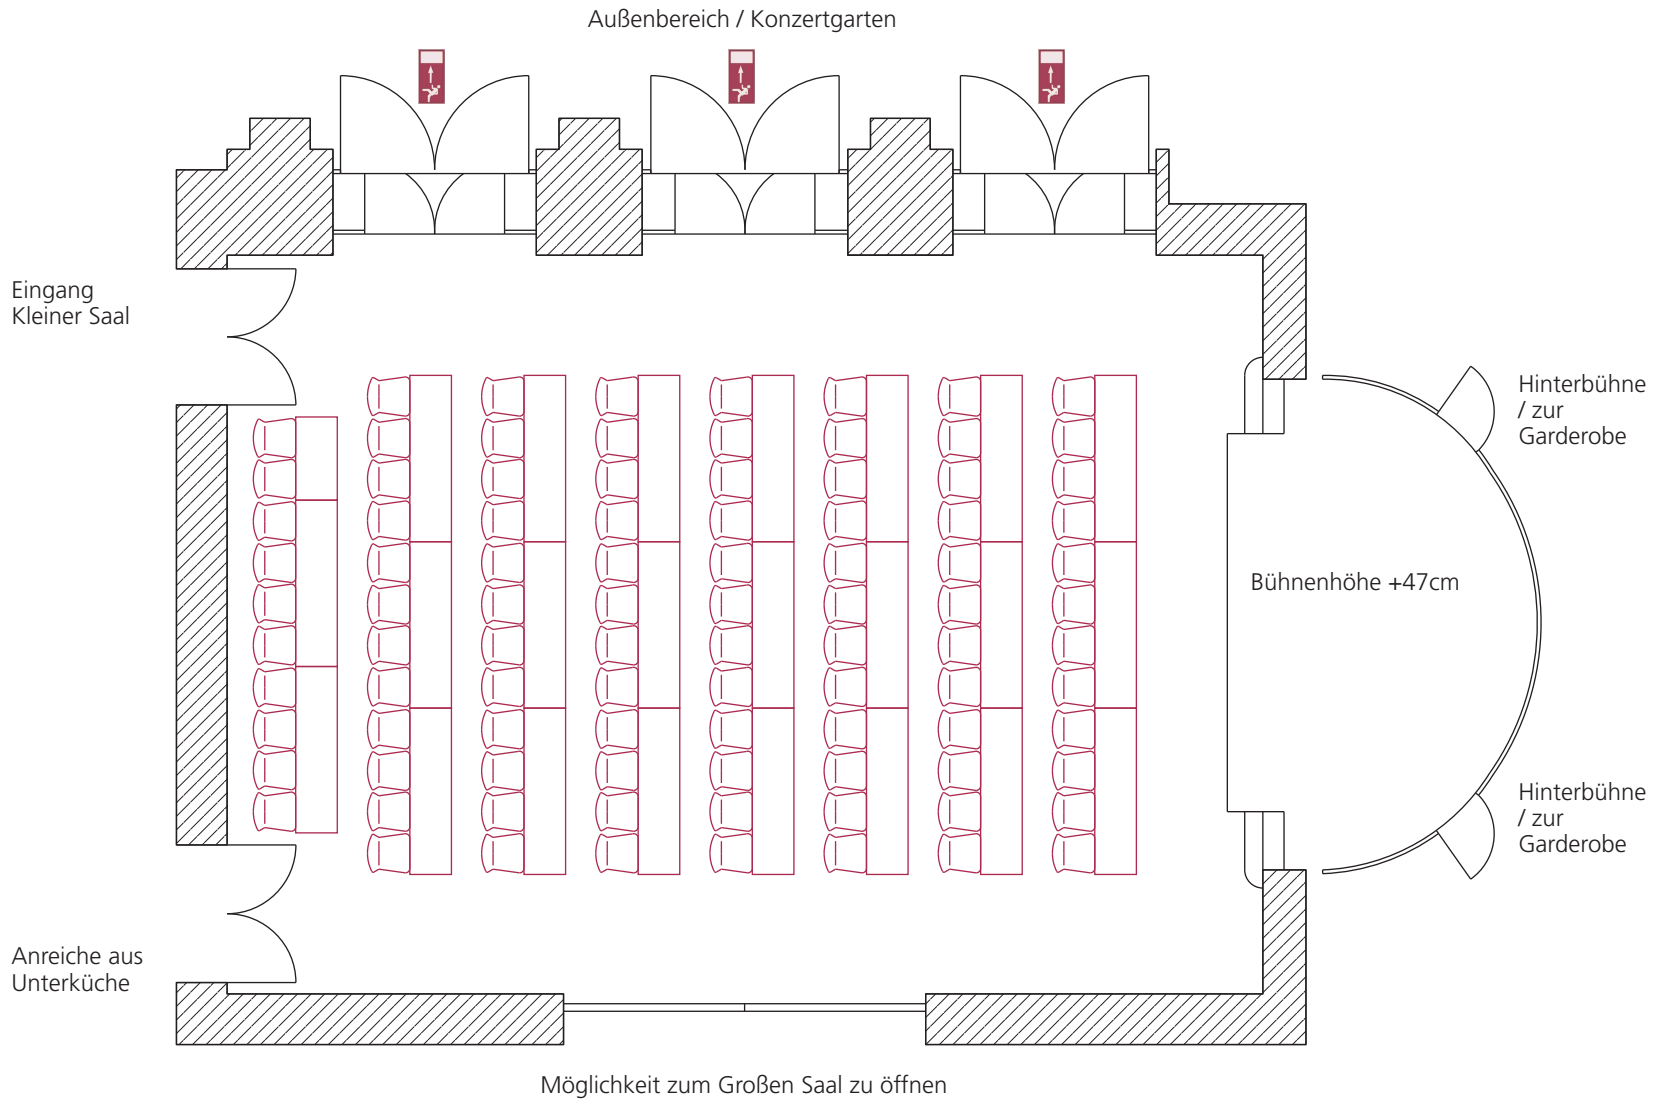 Außenbereich / Konzertgarten
Eingang
Kleiner Saal
Hinterbühne
/ zur
Garderobe
Bühnenhöhe +47cm
Hinterbühne
/ zur
Garderobe
Anreiche aus
Unterküche
Möglichkeit zum Großen Saal zu öffnen